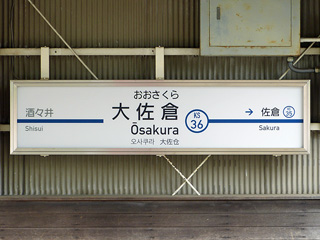 おおさくら
大佐倉
Ōsakura
오사쿠라 大佐仓
KS
36
酒々井
Shisui
→ 佐倉
Sakura
KS
35